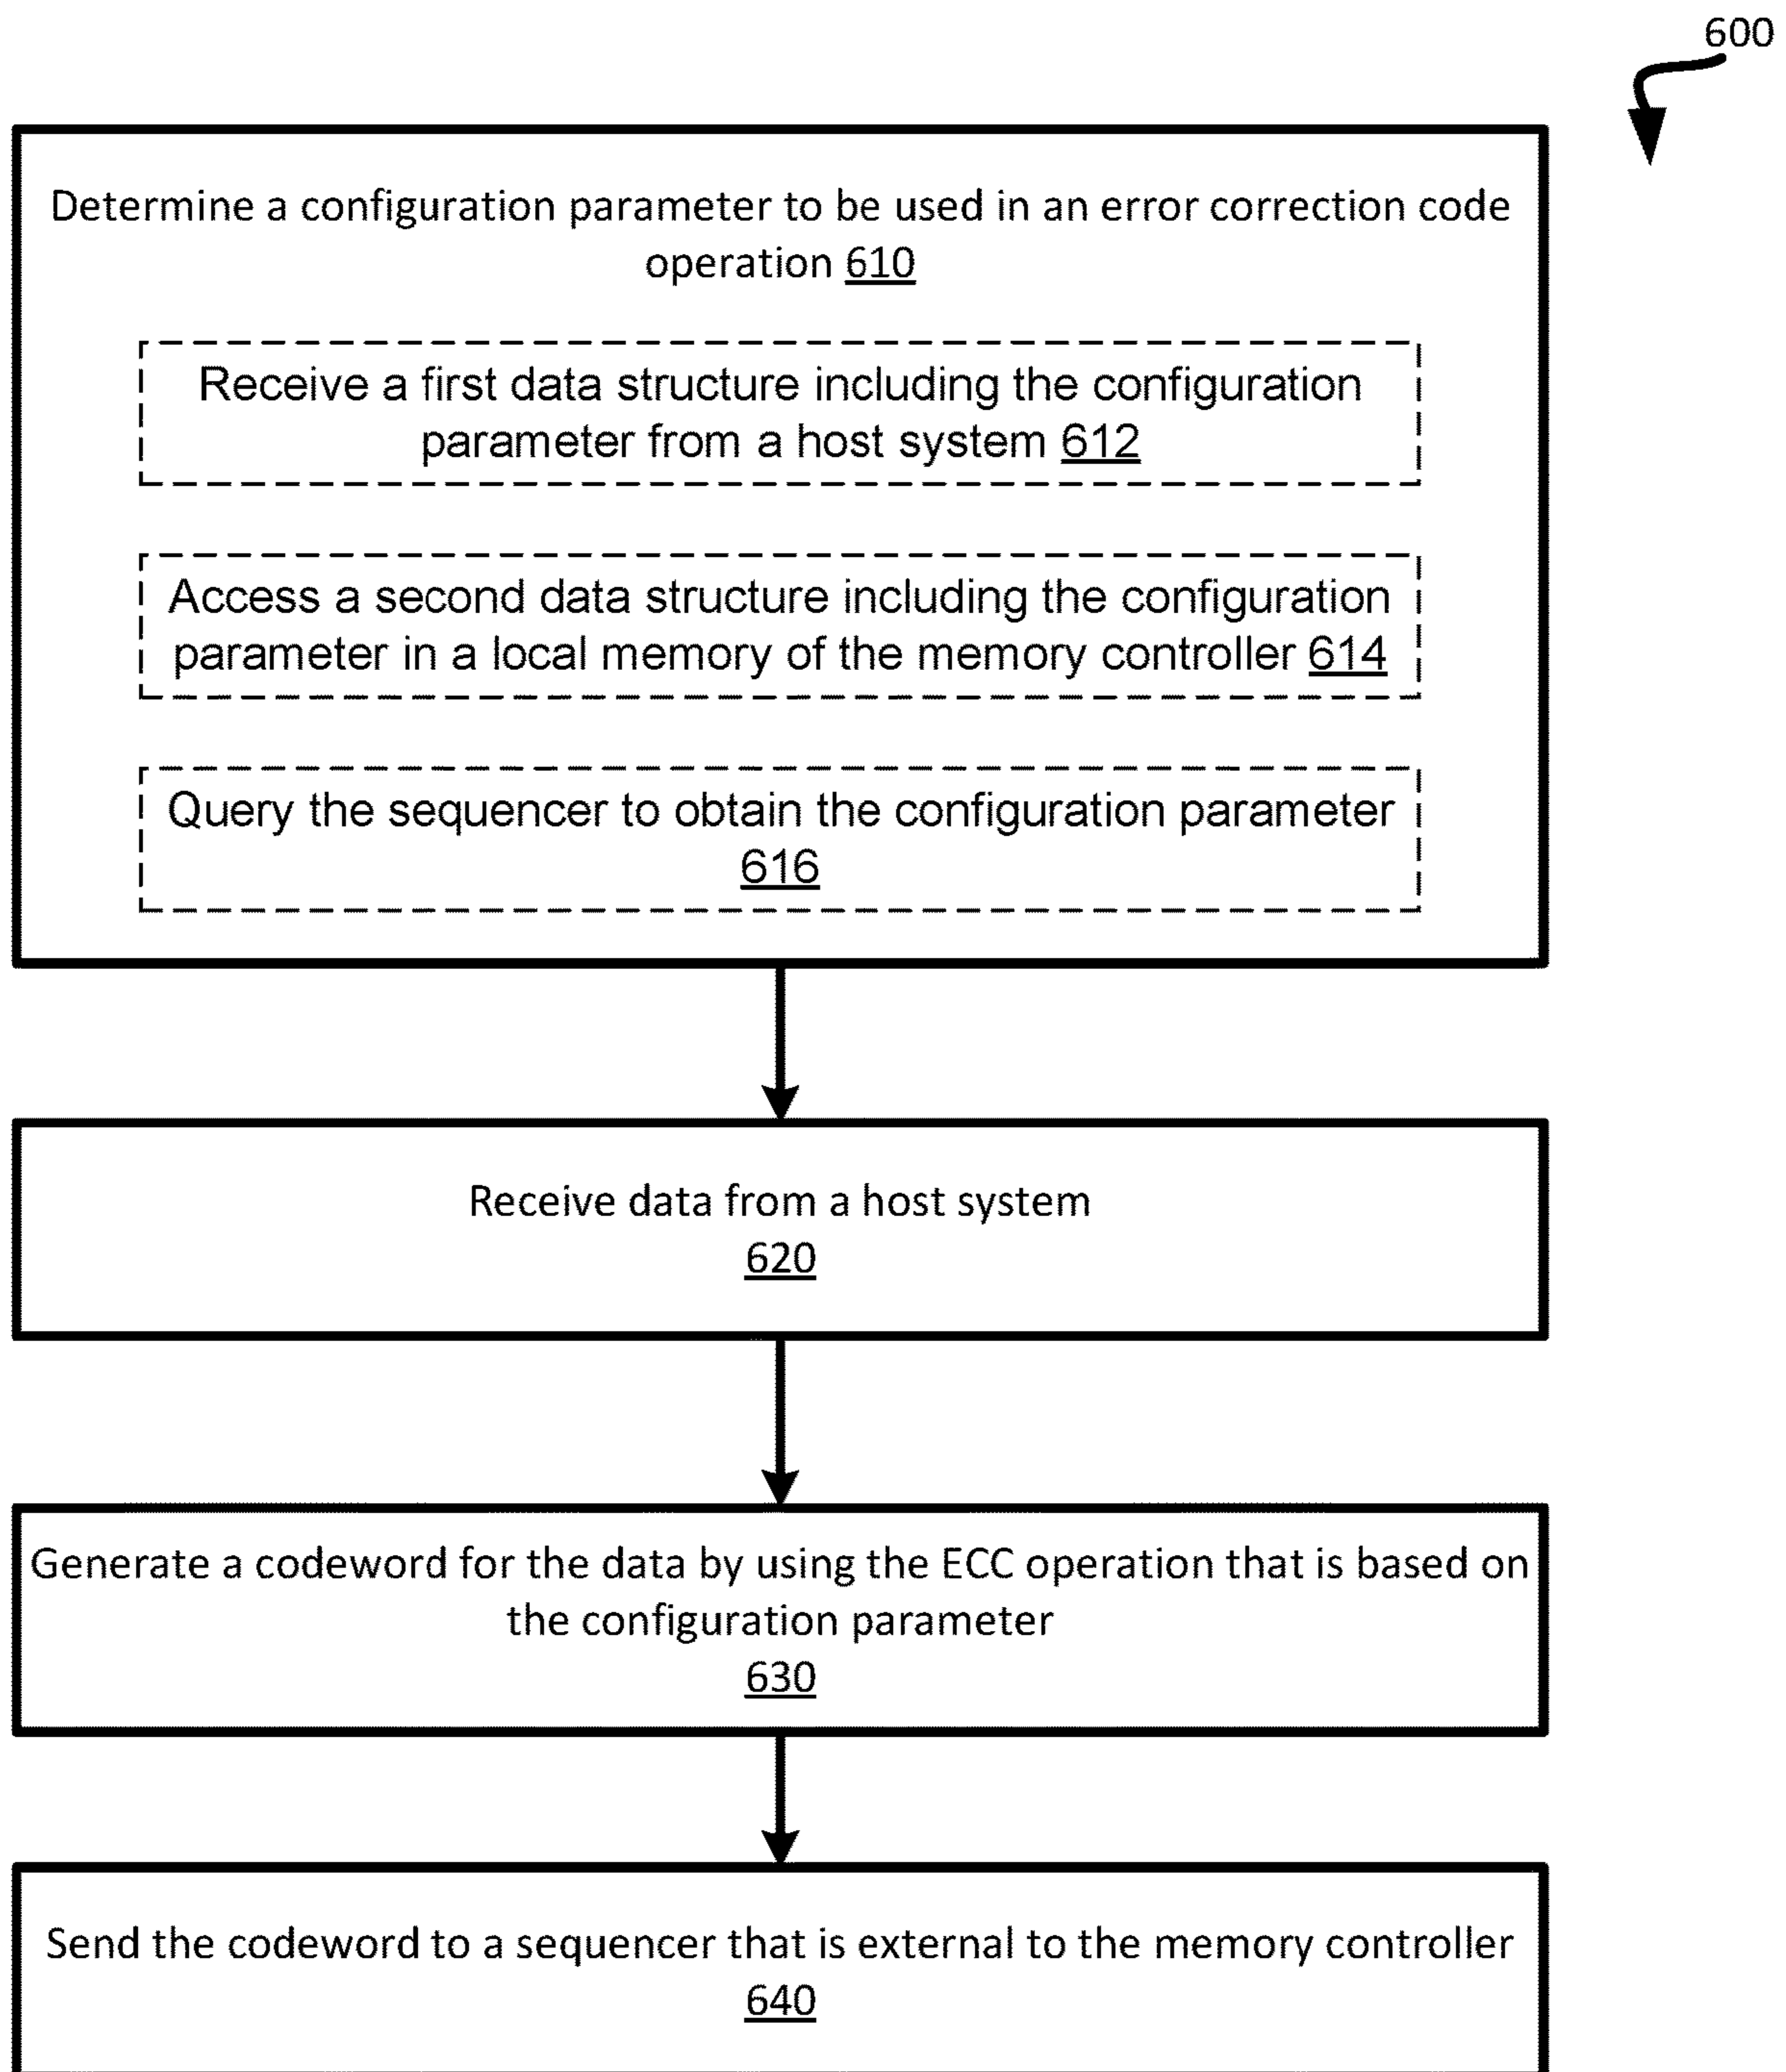 600
Determine a configuration parameter to be used in an error correction code
operation 610
Receive a first data structure including the configuration
parameter from a host system 612
Access a second data structure including the configuration
parameter in a local memory of the memory controller 614
Query the sequencer to obtain the configuration parameter
616
Receive data from a host system
620
Generate a codeword for the data by using the ECC operation that is based on
the configuration parameter
630
Send the codeword to a sequencer that is external to the memory controller
640